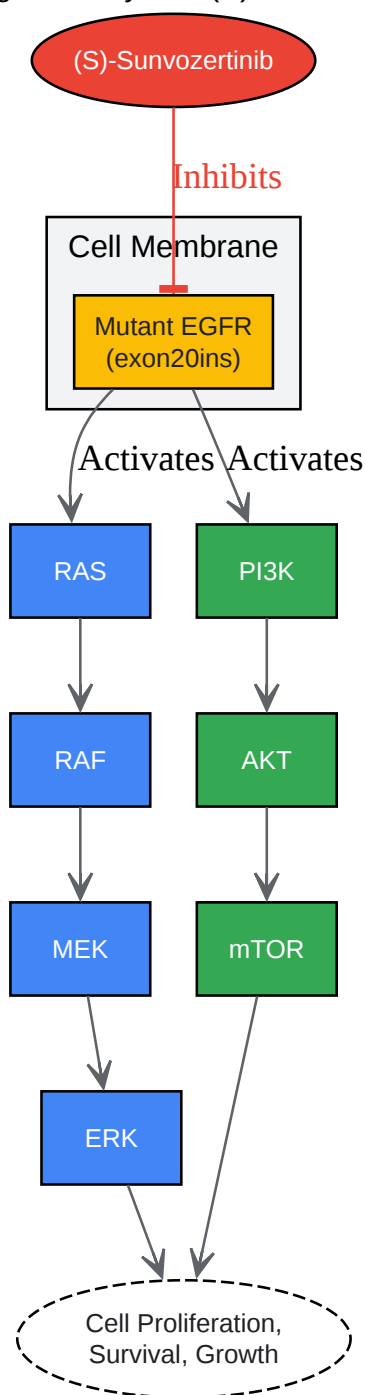 (S)-Sunvozertinib
Inhibits
Cell Membrane
Mutant EGFR
(exon20ins)
Activates Activates
RAS
PI3K
RAF
AKT
MEK
mTOR
ERK
Cell Proliferation,
Survival, Growth